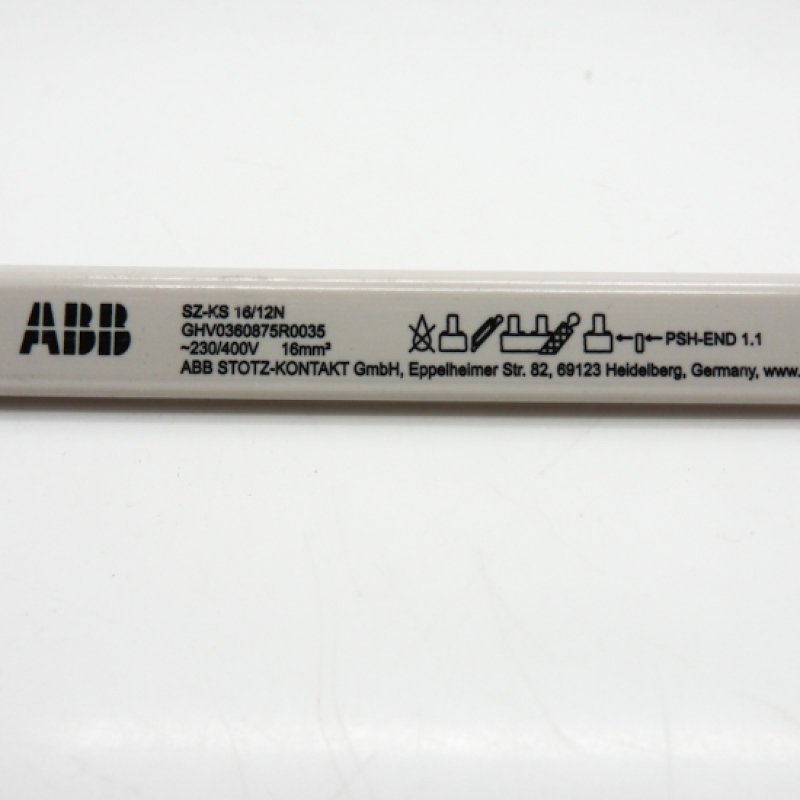 ABB
SZ-KS 16/12N
GHV0360875R0035
~230/400V 16mm²
PSH-END 1.1
ABB STOTZ-KONTAKT GmbH, Eppelheimer Str. 82, 69123 Heidelberg, Germany, www.